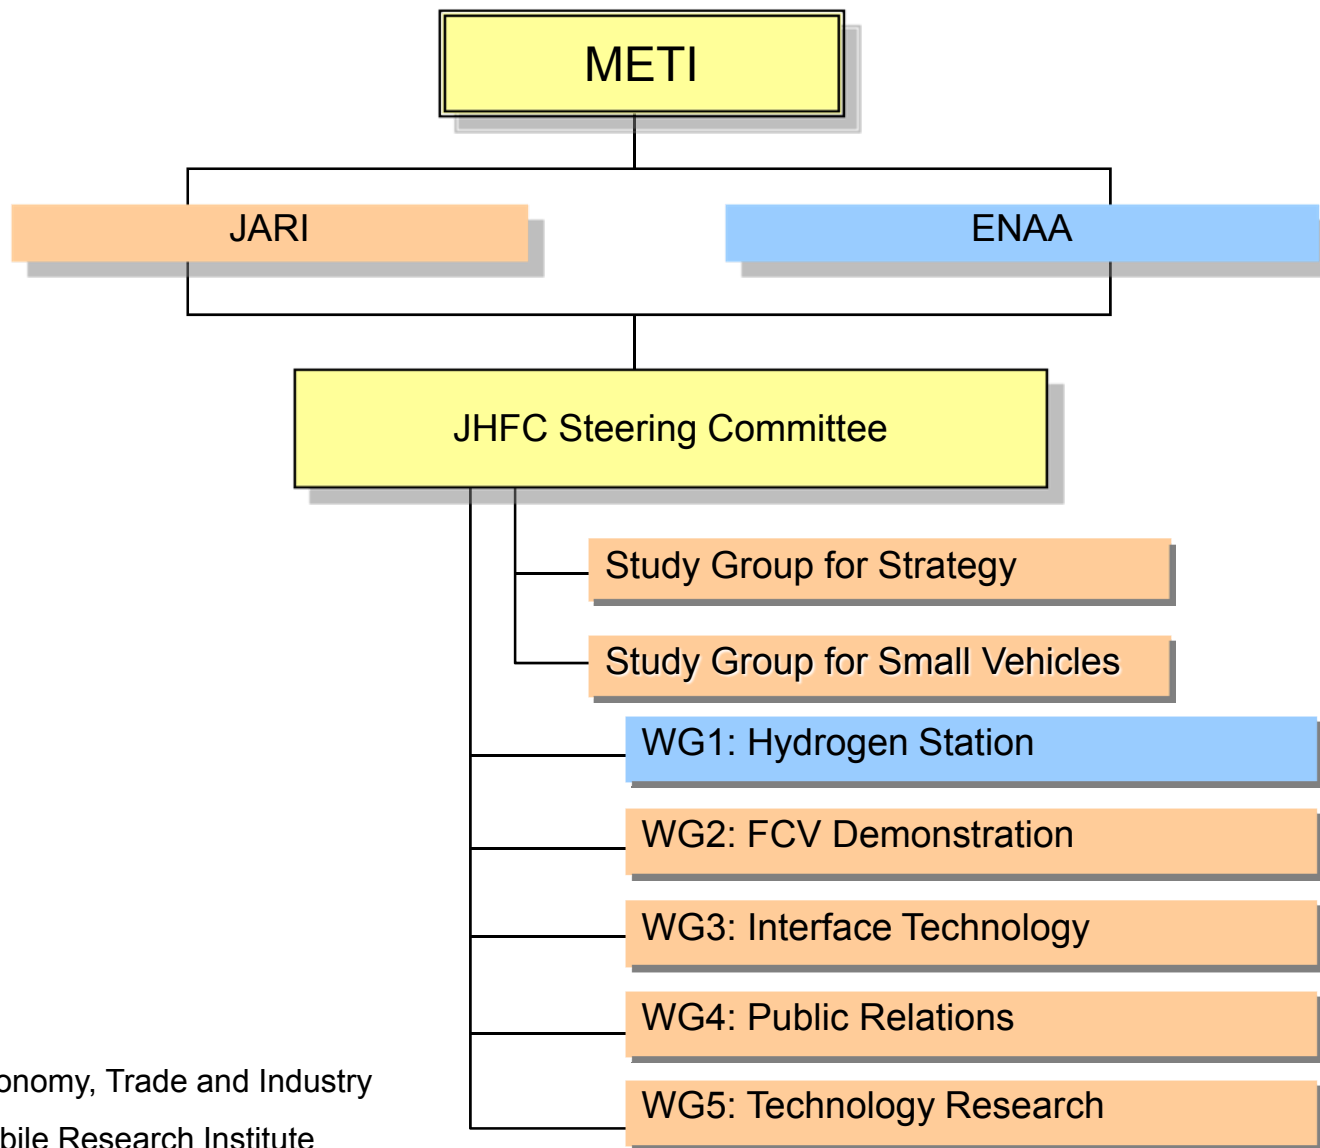 METI
JARI
ENAA
JHFC Steering Committee
Study Group for Strategy
Study Group for Small Vehicles
WG1: Hydrogen Station
WG2: FCV Demonstration
WG3: Interface Technology
WG4: Public Relations
WG5: Technology Research
onomy, Trade and Industry
bile Research Institute